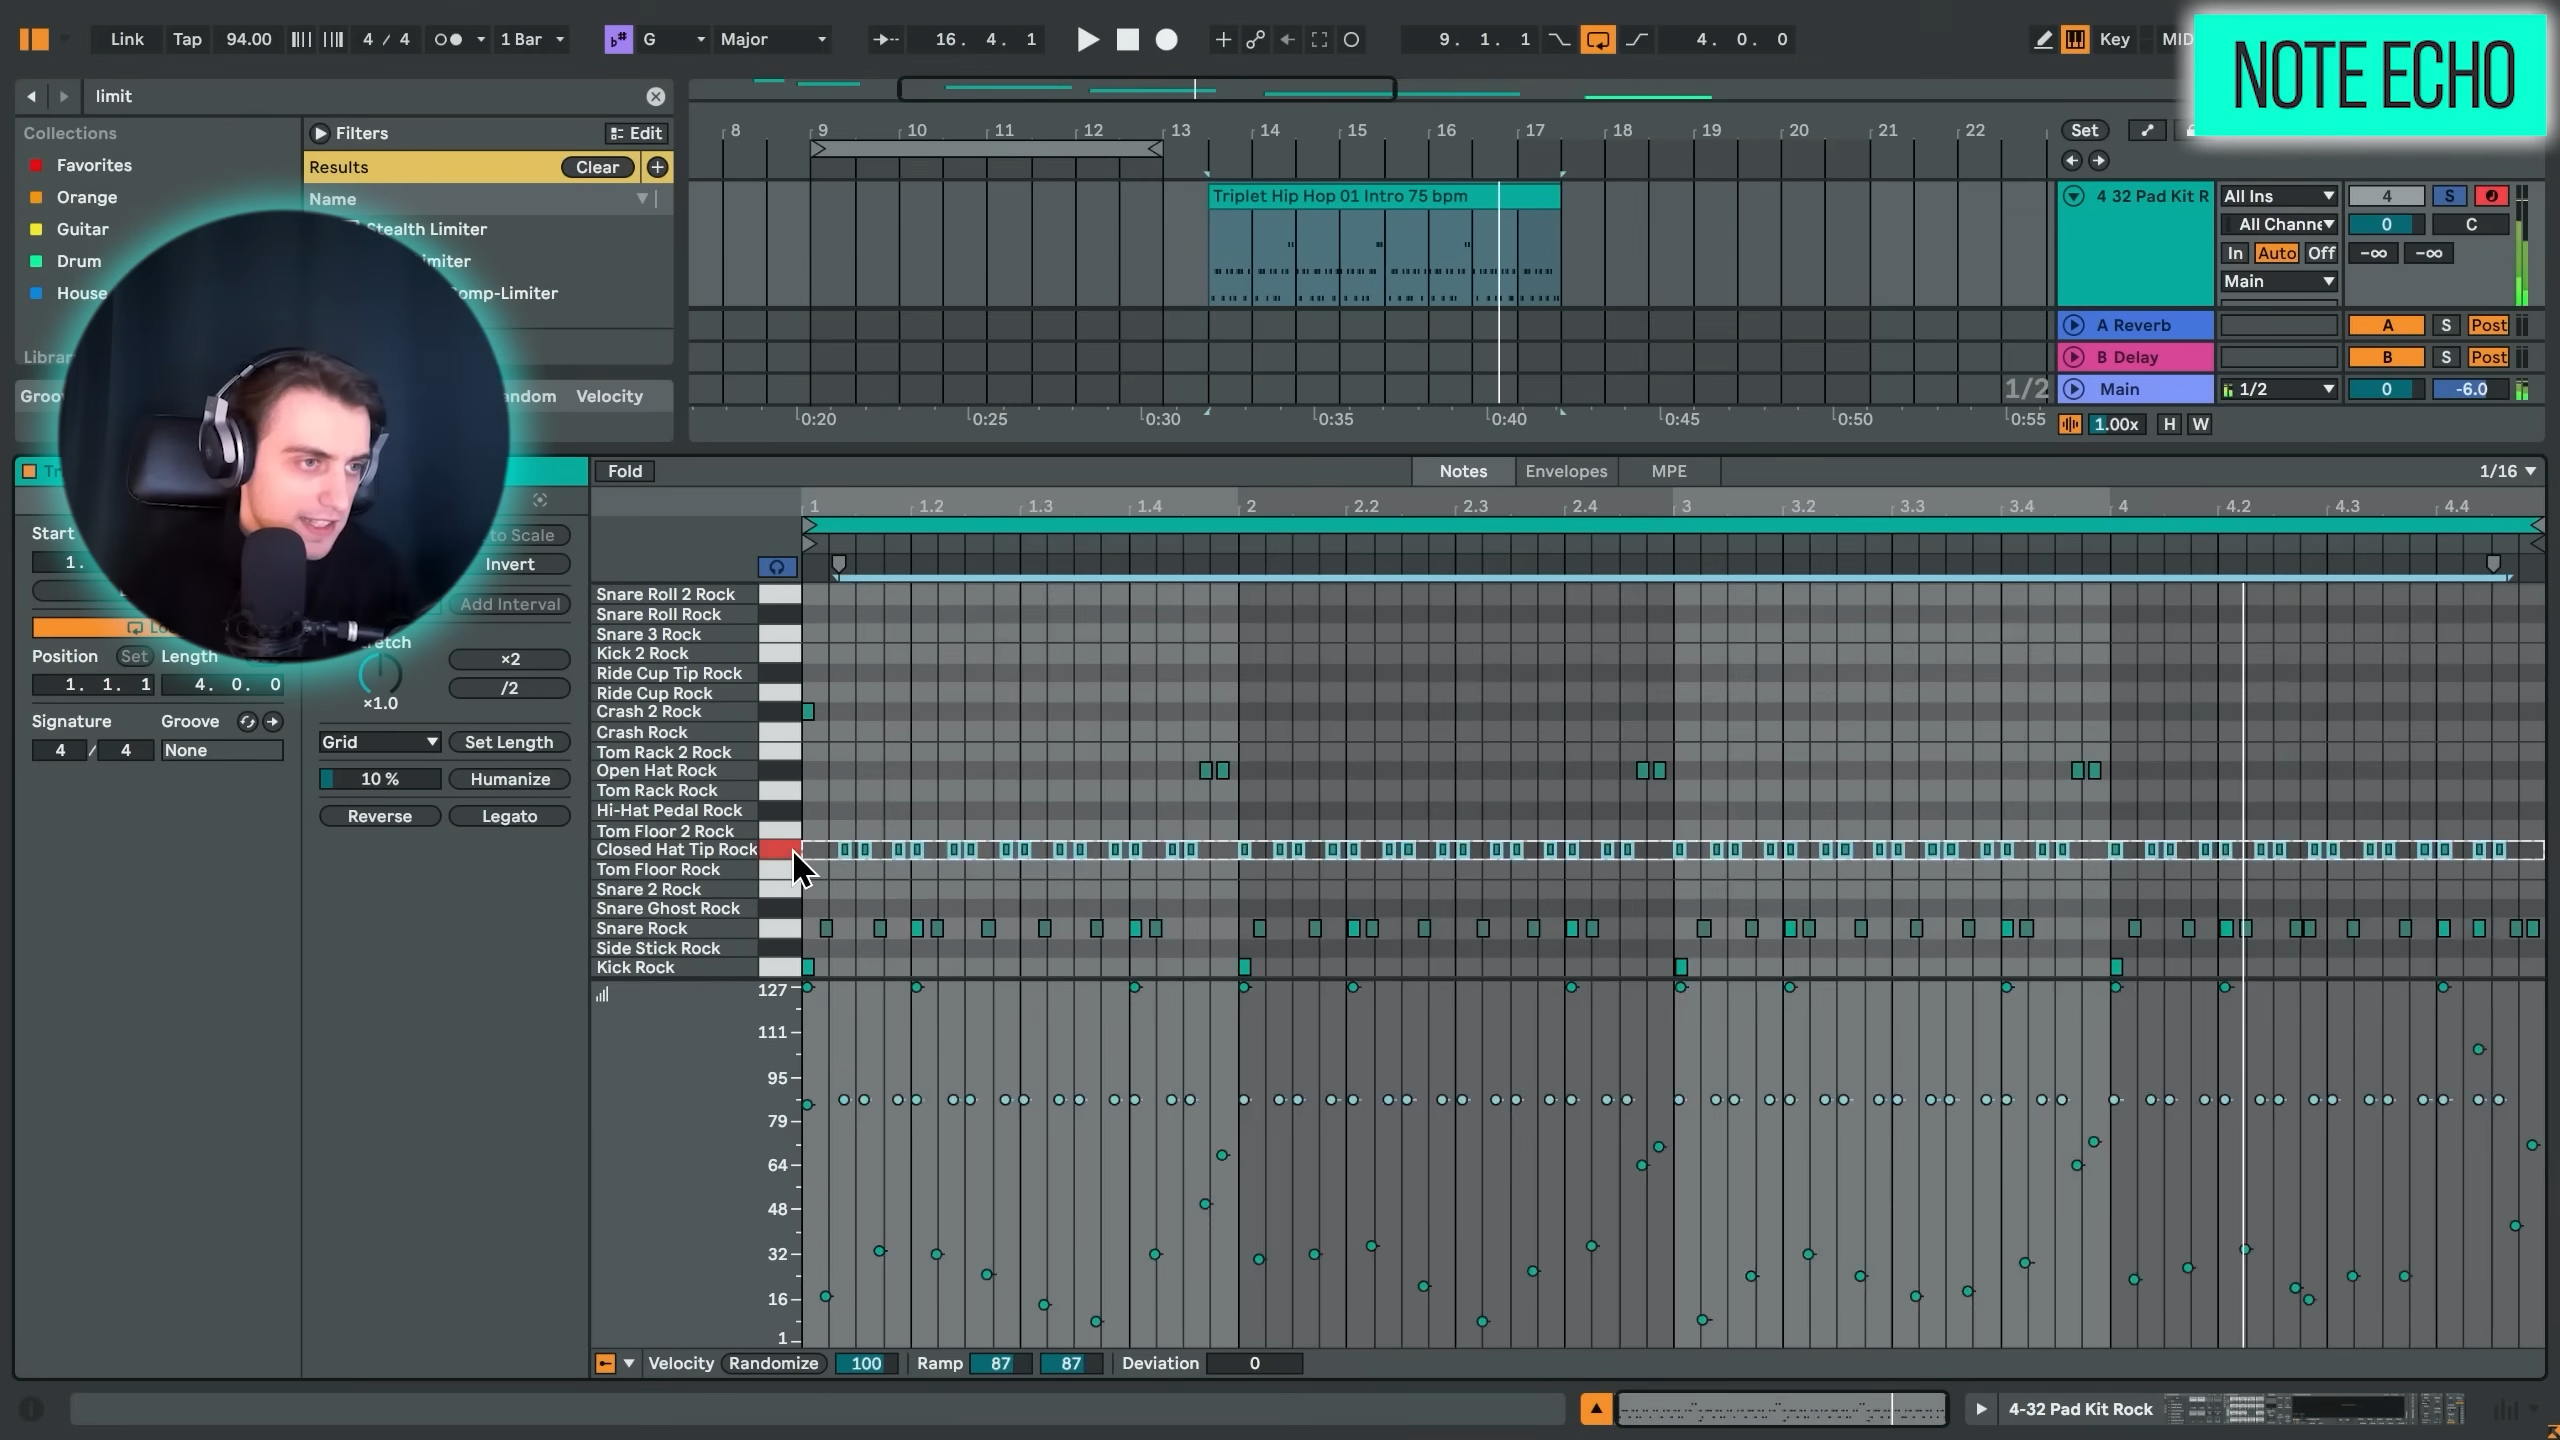 Link Tap 94.00 4 / 4 1 Bar G Major 16. 4. 1 9. 1. 1 4. 0. 0 Key MIDI
NOTE ECHO
limit
Collections
Favorites
Orange
Guitar
Drum
House
Filters Edit
Results Clear
Name
Stealth Limiter
imiter
omp-Limiter
Librar
Groo andom Velocity
8 9 10 11 12 13 14 15 16 17 18 19 20 21 22
Triplet Hip Hop 01 Intro 75 bpm
1/2
0:20 0:25 0:30 0:35 0:40 0:45 0:50 0:55
Set
4 32 Pad Kit R All Ins 4 S
All Channe 0 C
In Auto Off -∞ -∞
Main
A Reverb A S Post
B Delay B S Post
Main 1/2 0 -6.0
1.00x H W
Start
1.
Position Set Length
1. 1. 1 4. 0. 0
Signature Groove
4 / 4 None
to Scale
Invert
Add Interval
etch
×1.0
×2
/2
Grid Set Length
10 % Humanize
Reverse Legato
Fold Notes Envelopes MPE 1/16
1 1.2 1.3 1.4 2 2.2 2.3 2.4 3 3.2 3.3 3.4 4 4.2 4.3 4.4
Snare Roll 2 Rock
Snare Roll Rock
Snare 3 Rock
Kick 2 Rock
Ride Cup Tip Rock
Ride Cup Rock
Crash 2 Rock
Crash Rock
Tom Rack 2 Rock
Open Hat Rock
Tom Rack Rock
Hi-Hat Pedal Rock
Tom Floor 2 Rock
Closed Hat Tip Rock
Tom Floor Rock
Snare 2 Rock
Snare Ghost Rock
Snare Rock
Side Stick Rock
Kick Rock
127
111
95
79
64
48
32
16
1
Velocity Randomize 100 Ramp 87 87 Deviation 0
4-32 Pad Kit Rock